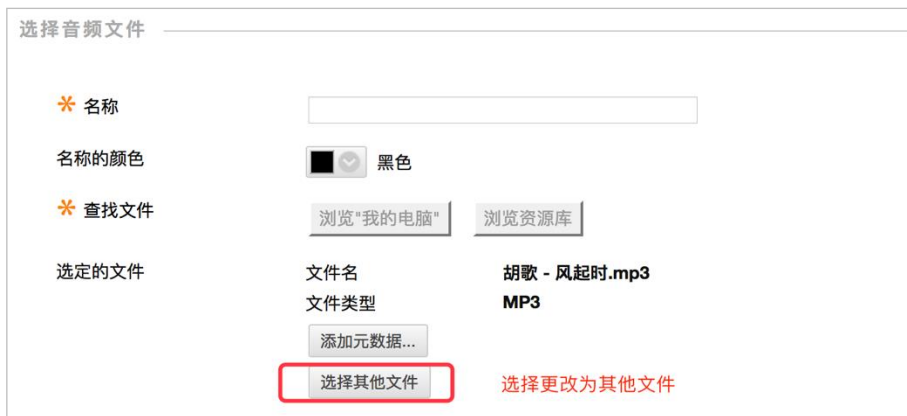 选择音频文件
* 名称
名称的颜色 黑色
* 查找文件 浏览"我的电脑" 浏览资源库
选定的文件 文件名 胡歌 - 风起时.mp3
文件类型 MP3
添加元数据...
选择其他文件 选择更改为其他文件